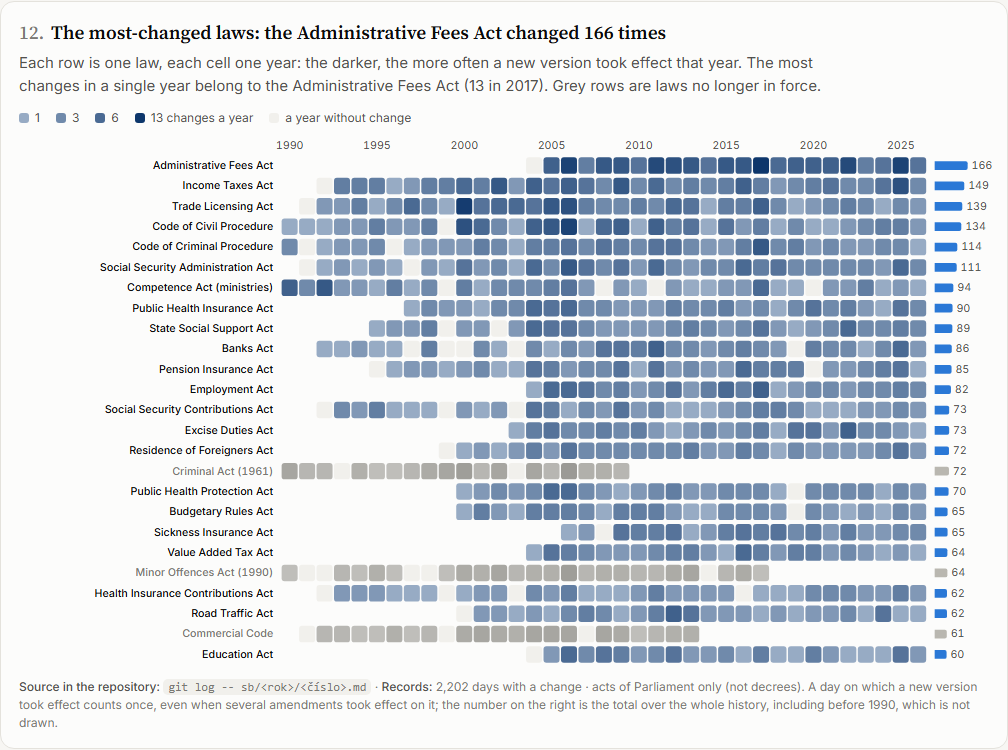 12. The most-changed laws: the Administrative Fees Act changed 166 times
Each row is one law, each cell one year: the darker, the more often a new version took effect that year. The most
changes in a single year belong to the Administrative Fees Act (13 in 2017). Grey rows are laws no longer in force.
1 3 6 13 changes a year a year without change
1990 1995 2000 2005 2010 2015 2020 2025
Administrative Fees Act 166
Income Taxes Act 149
Trade Licensing Act 139
Code of Civil Procedure 134
Code of Criminal Procedure 114
Social Security Administration Act 111
Competence Act (ministries) 94
Public Health Insurance Act 90
State Social Support Act 89
Banks Act 86
Pension Insurance Act 85
Employment Act 82
Social Security Contributions Act 73
Excise Duties Act 73
Residence of Foreigners Act 72
Criminal Act (1961) 72
Public Health Protection Act 70
Budgetary Rules Act 65
Sickness Insurance Act 65
Value Added Tax Act 64
Minor Offences Act (1990) 64
Health Insurance Contributions Act 62
Road Traffic Act 62
Commercial Code 61
Education Act 60
Source in the repository: git log -- sb/<rok>/<číslo>.md · Records: 2,202 days with a change · acts of Parliament only (not decrees). A day on which a new version
took effect counts once, even when several amendments took effect on it; the number on the right is the total over the whole history, including before 1990, which is not
drawn.